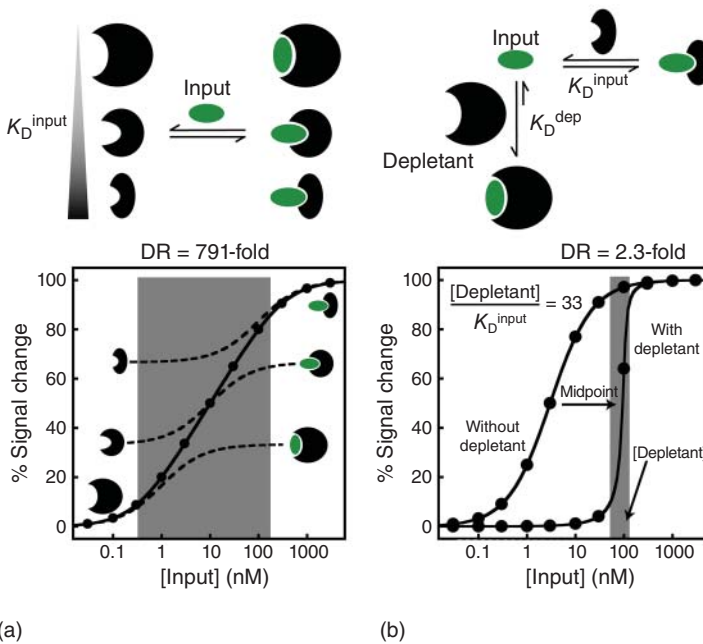 Input
K_D^input
DR = 791-fold
% Signal change
100
80
60
40
20
0
0.1 1 10 100 1000
[Input] (nM)
(a)
Input
K_D^input
K_D^dep
Depletant
DR = 2.3-fold
% Signal change
100
80
60
40
20
0
[Depletant]
K_D^input = 33
With
depletant
Midpoint
Without
depletant
[Depletant]
0.1 1 10 100 1000
[Input] (nM)
(b)